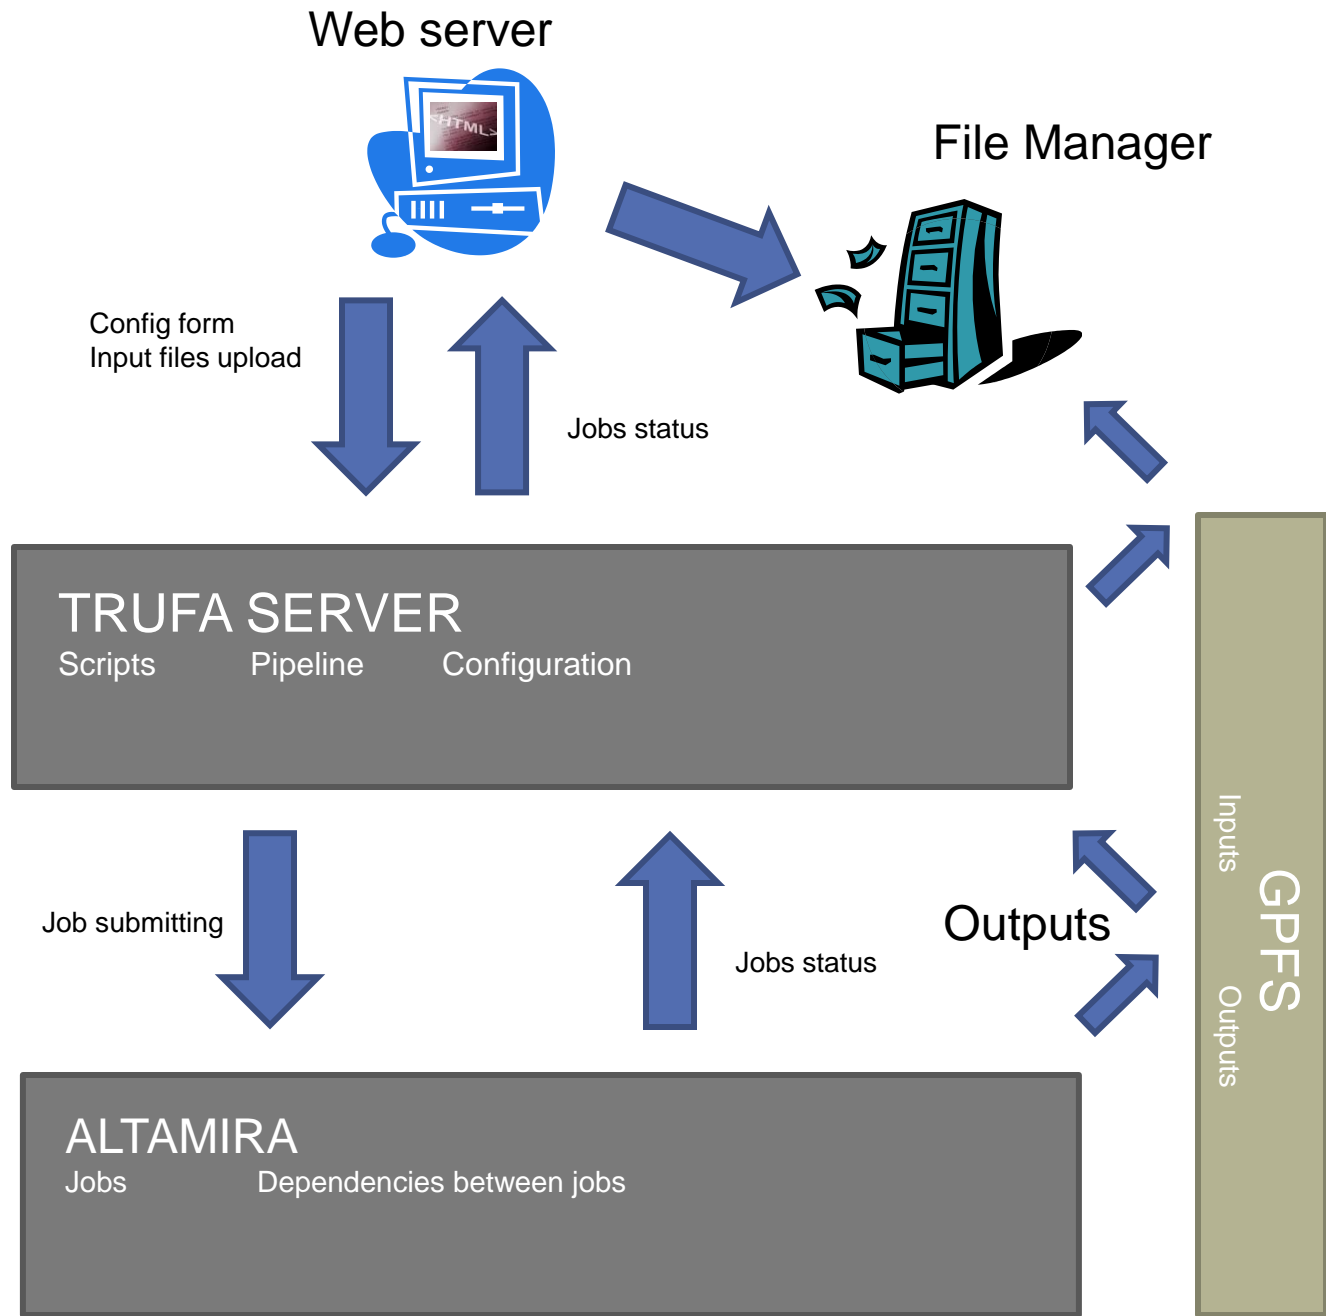 Web server
<HTML>
File Manager
Config form
Input files upload
Jobs status
TRUFA SERVER
Scripts Pipeline Configuration
Job submitting
Jobs status
Outputs
Inputs Outputs
GPFS
ALTAMIRA
Jobs Dependencies between jobs